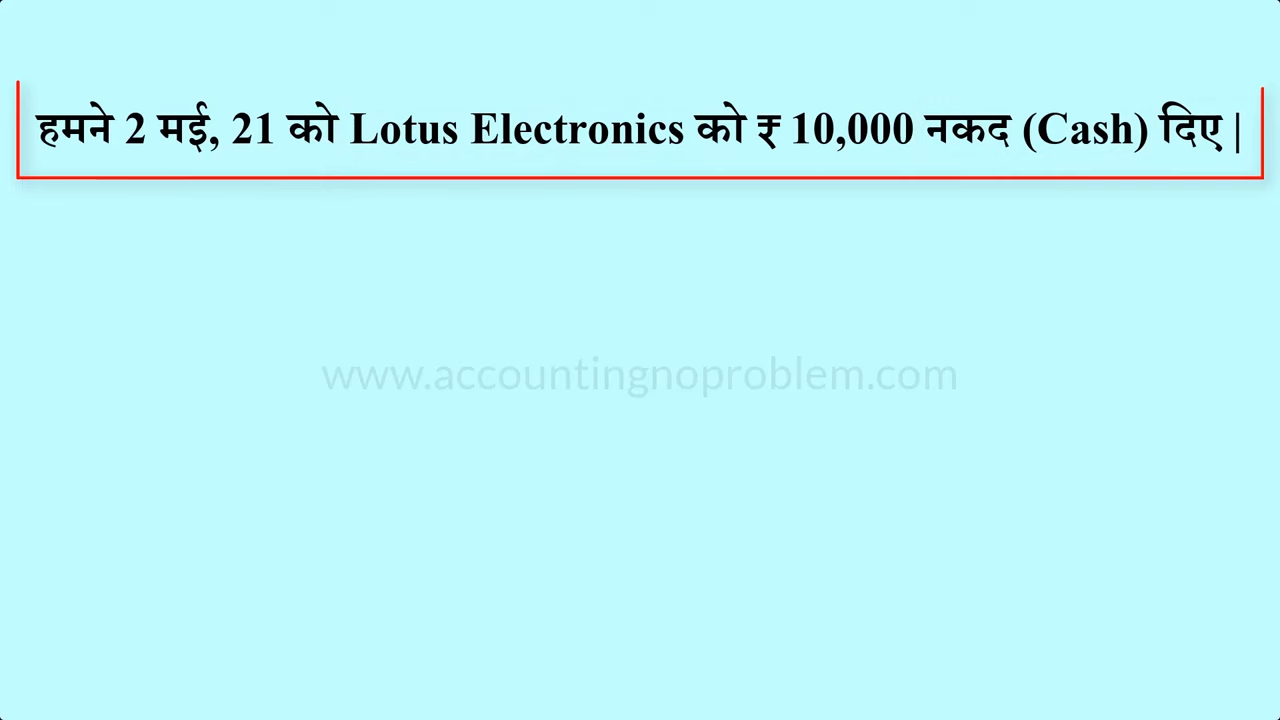 हमने 2 मई, 21 को Lotus Electronics को ₹ 10,000 नकद (Cash) दिए |
www.accountingnoproblem.com